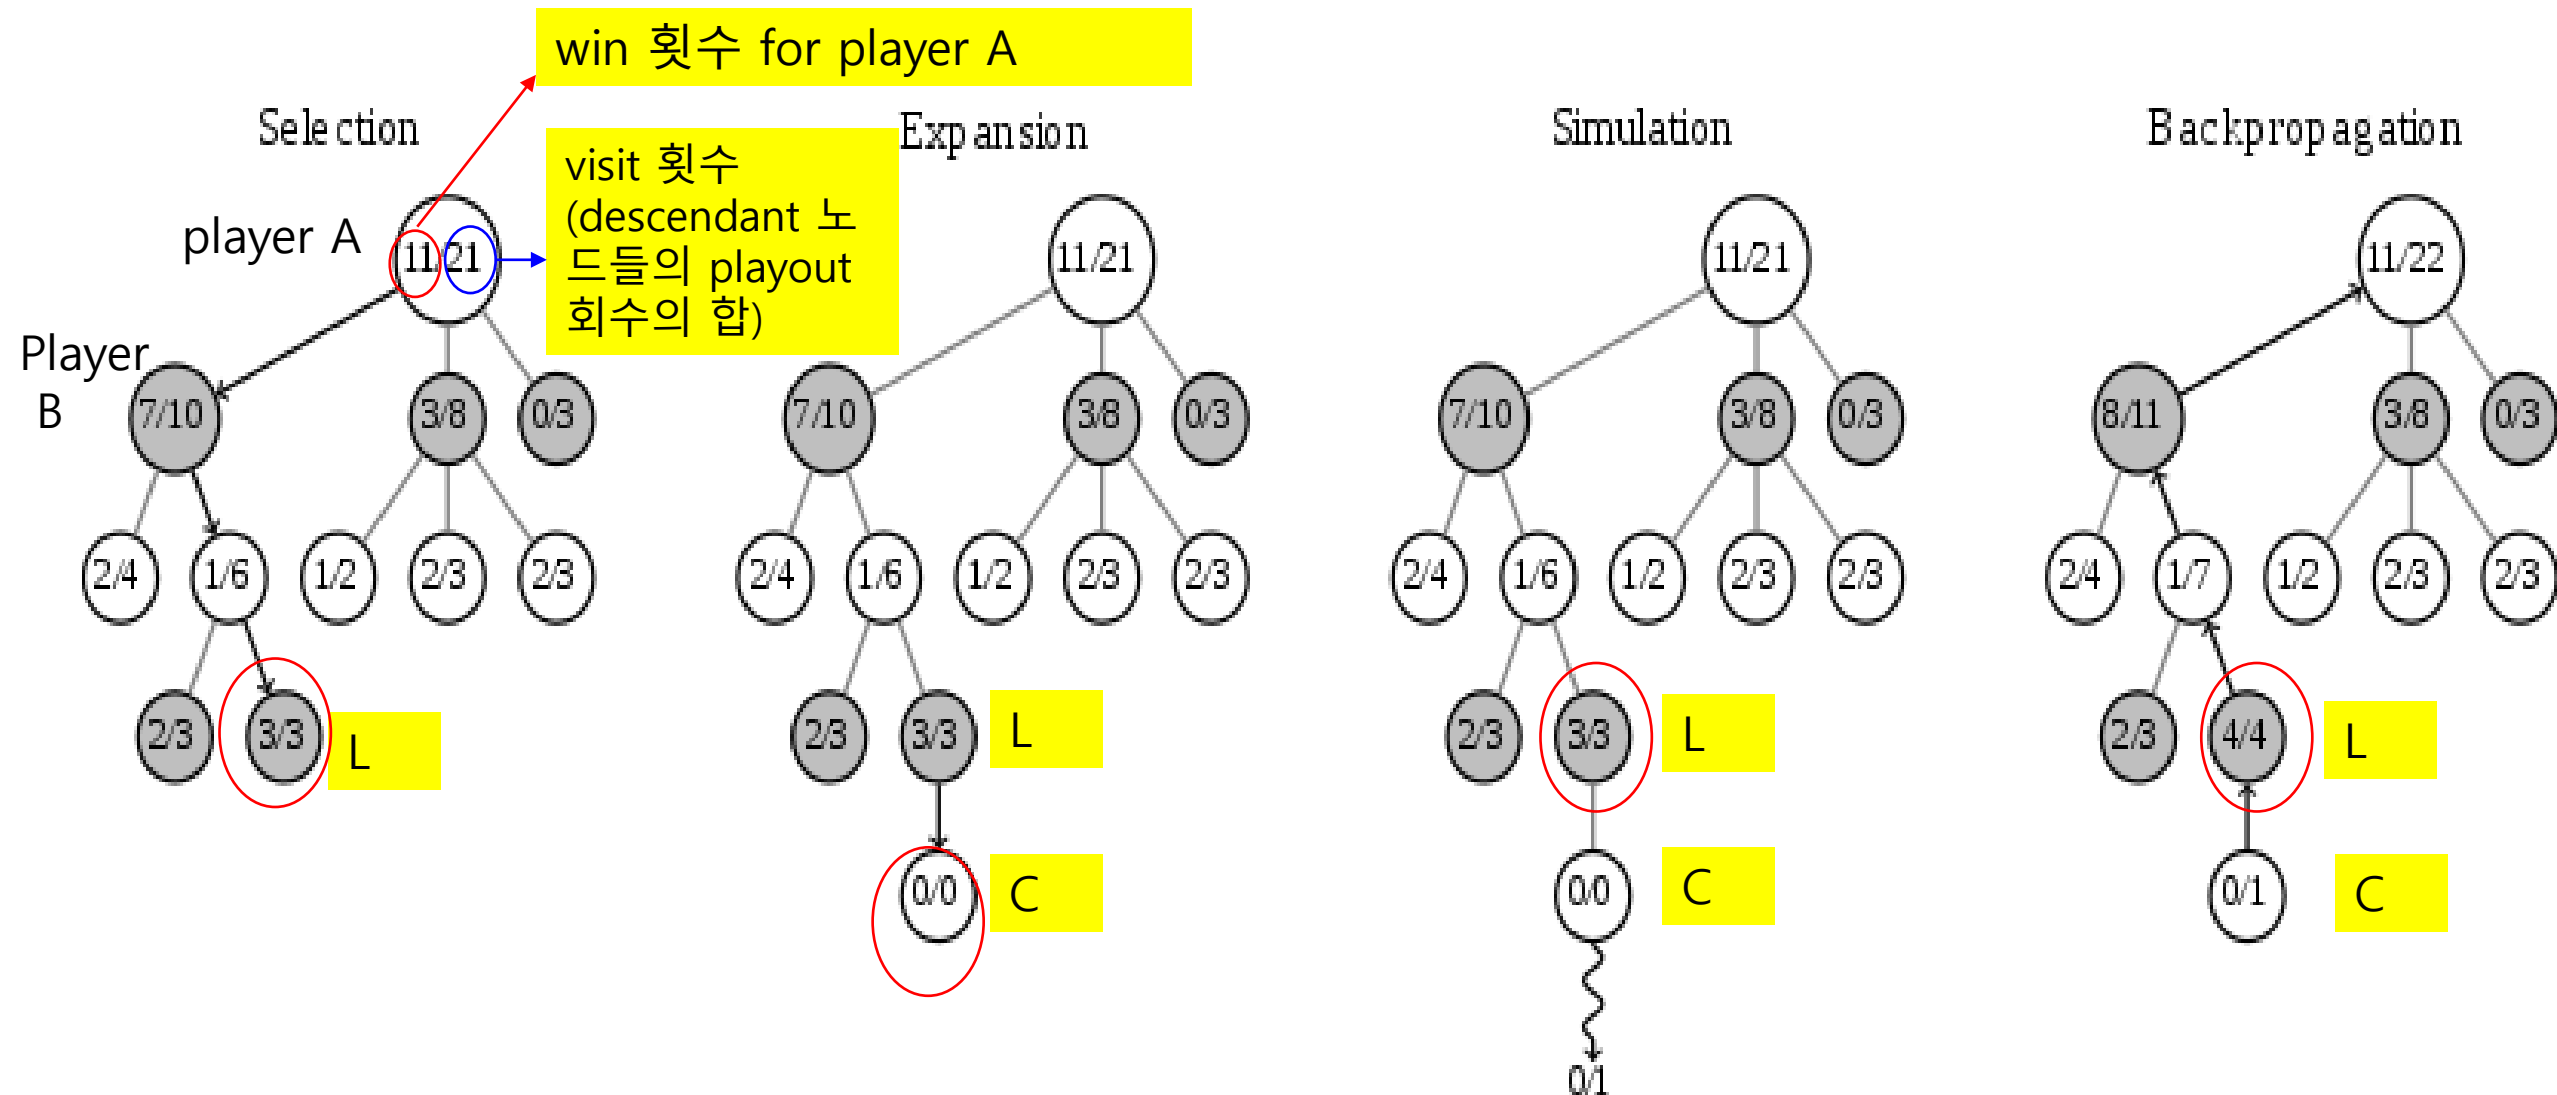 win 횟수 for player A
Selection
visit 횟수
(descendant 노
드들의 playout
회수의 합)
player A
11/21
Player
B
7/10
3/8
0/3
2/4
1/6
1/2
2/3
2/3
2/3
3/3
L
Expansion
11/21
7/10
3/8
0/3
2/4
1/6
1/2
2/3
2/3
2/3
3/3
L
0/0
C
Simulation
11/21
7/10
3/8
0/3
2/4
1/6
1/2
2/3
2/3
2/3
3/3
L
0/0
C
0/1
Backpropagation
11/22
8/11
3/8
0/3
2/4
1/7
1/2
2/3
2/3
2/3
4/4
L
0/1
C